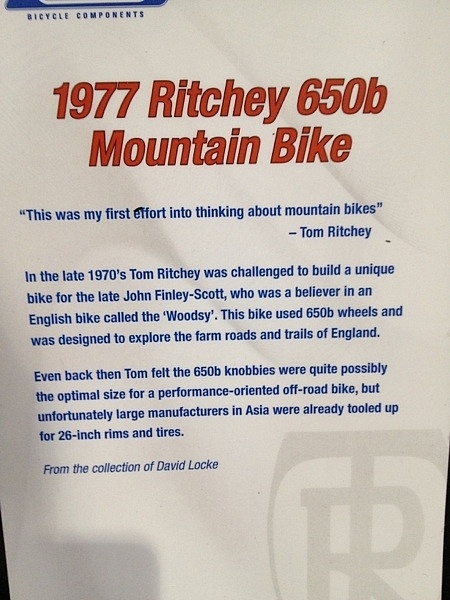 BICYCLE COMPONENTS
1977 Ritchey 650b
Mountain Bike
“This was my first effort into thinking about mountain bikes”
– Tom Ritchey
In the late 1970's Tom Ritchey was challenged to build a unique
bike for the late John Finley-Scott, who was a believer in an
English bike called the ‘Woodsy’. This bike used 650b wheels and
was designed to explore the farm roads and trails of England.
Even back then Tom felt the 650b knobbies were quite possibly
the optimal size for a performance-oriented off-road bike, but
unfortunately large manufacturers in Asia were already tooled up
for 26-inch rims and tires.
From the collection of David Locke